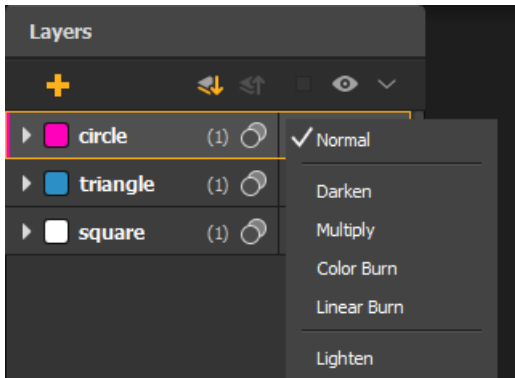 Layers
circle (1)
Normal
triangle (1)
Darken
Multiply
square (1)
Color Burn
Linear Burn
Lighten